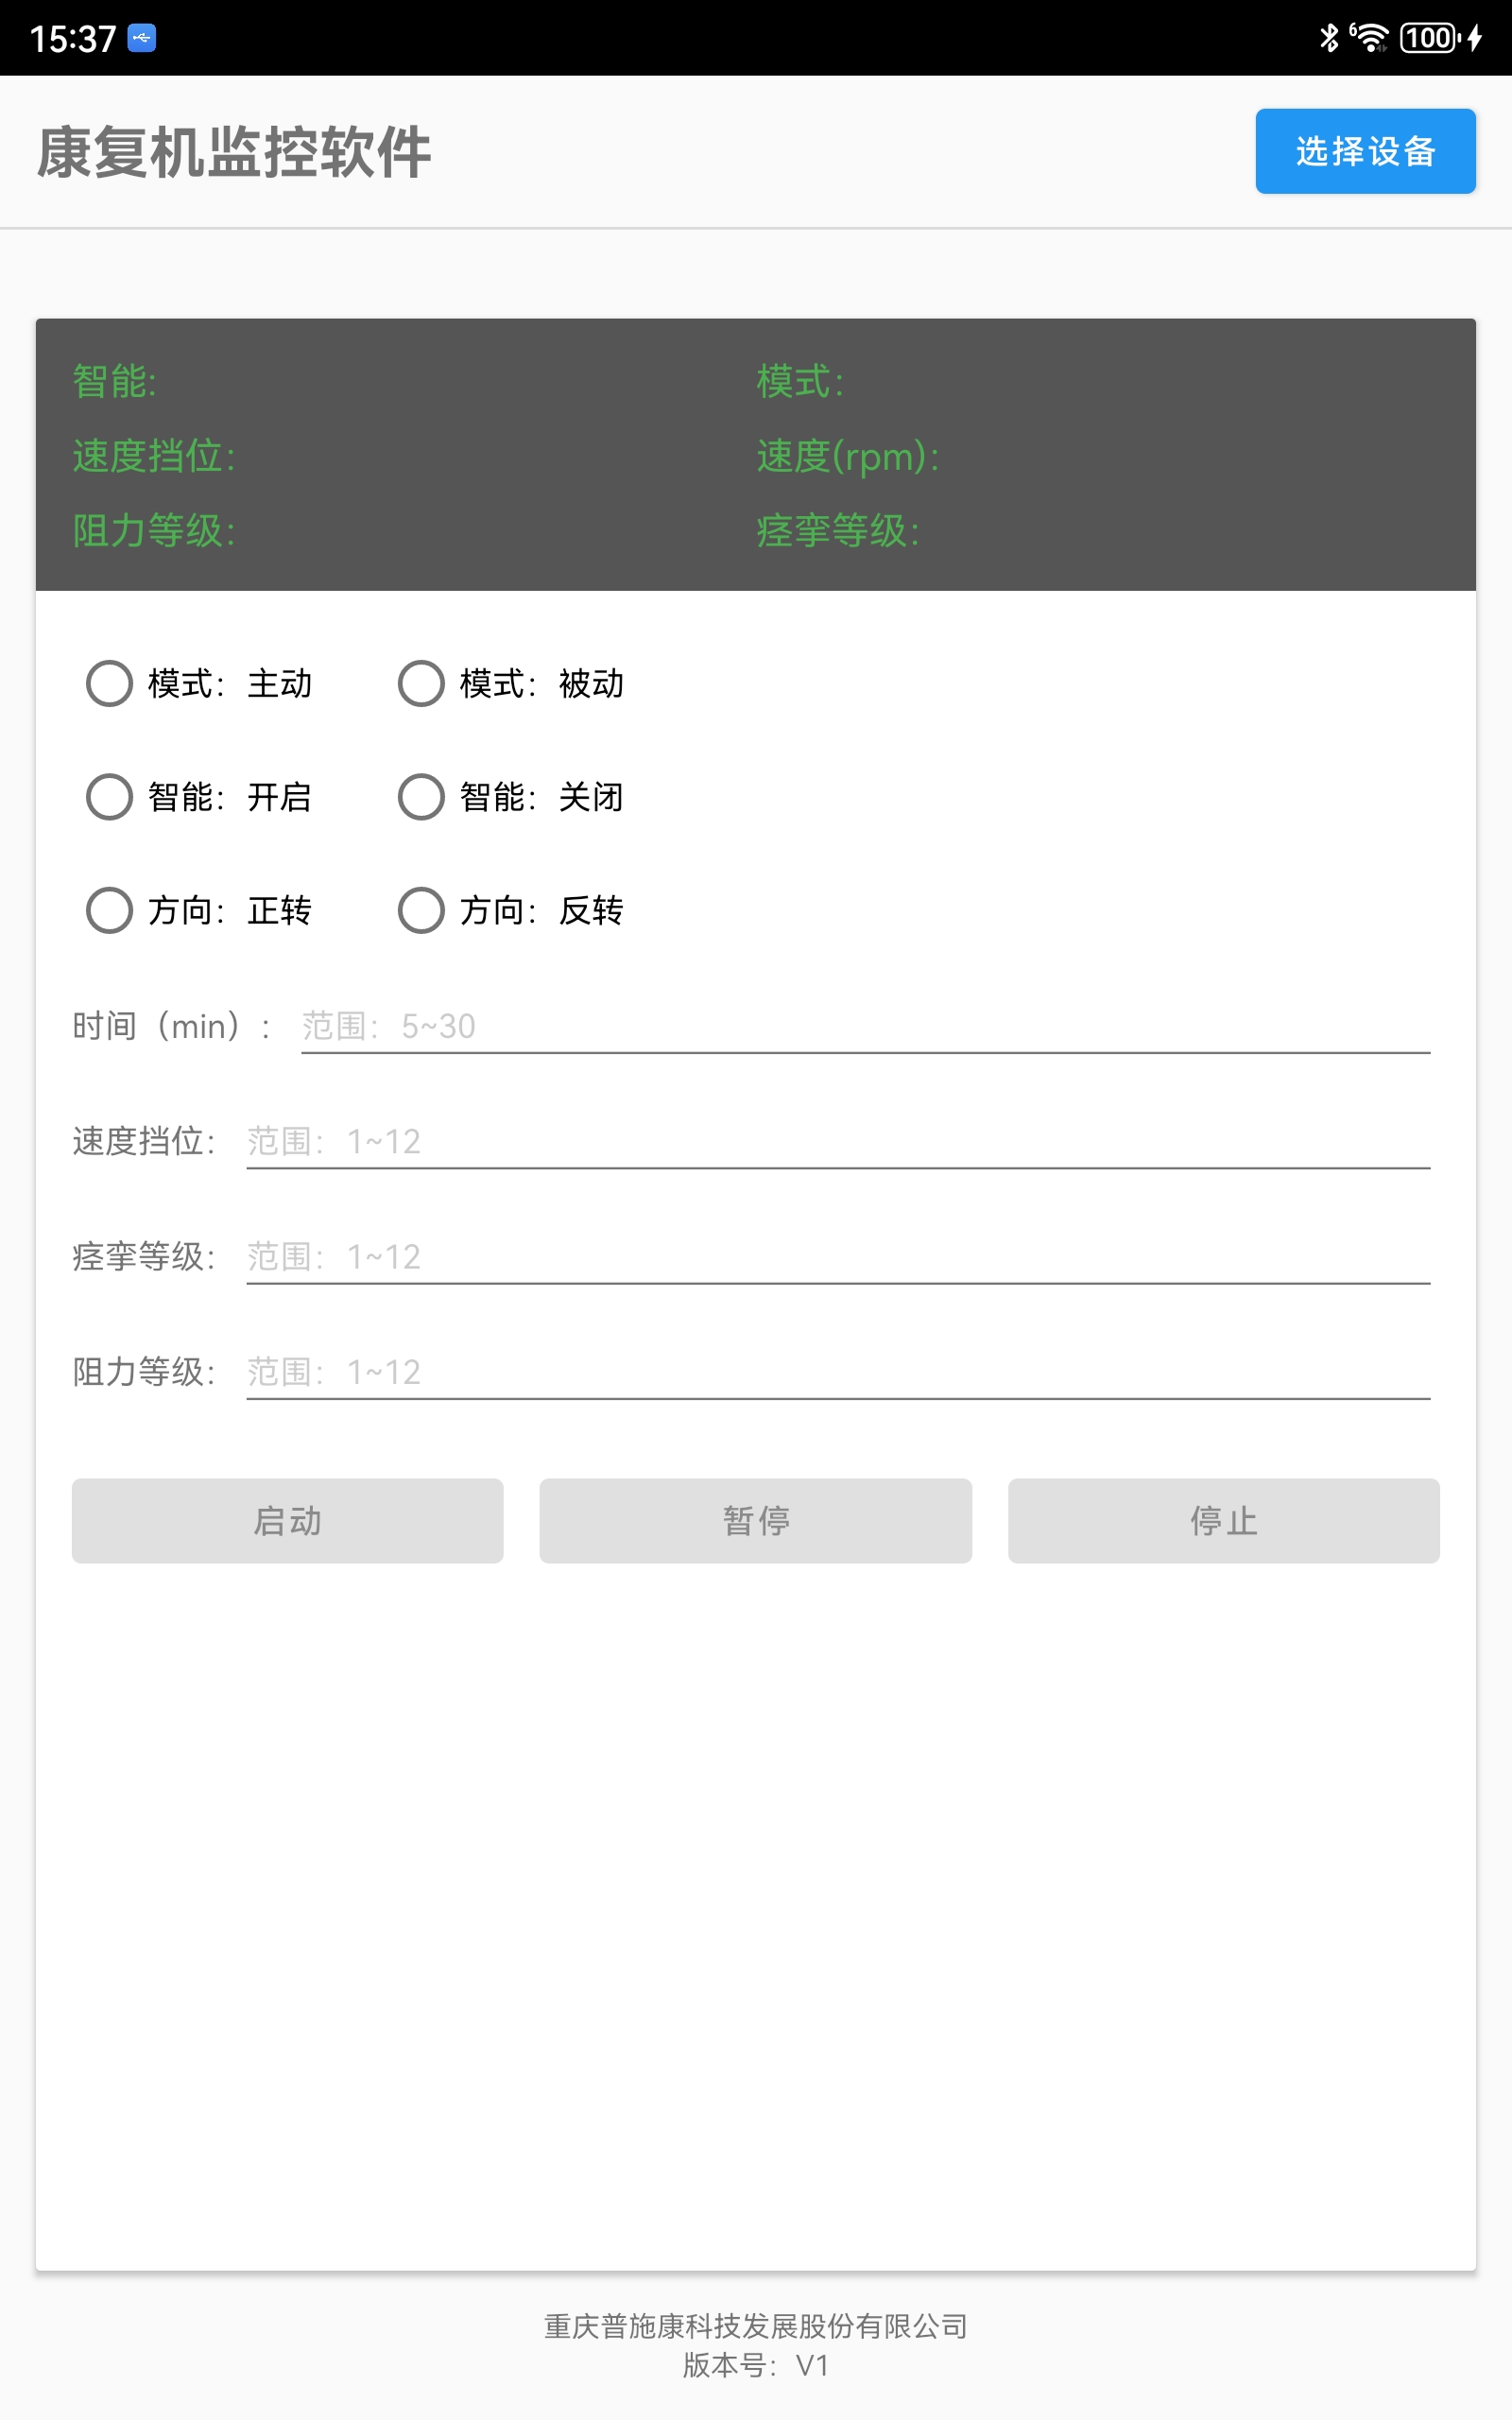 15:37 6 100
康复机监控软件 选择设备
智能: 模式:
速度挡位: 速度(rpm):
阻力等级: 痉挛等级:
模式：主动 模式：被动
智能：开启 智能：关闭
方向：正转 方向：反转
时间（min）: 范围：5~30
速度挡位: 范围：1~12
痉挛等级: 范围：1~12
阻力等级: 范围：1~12
启动 暂停 停止
重庆普施康科技发展股份有限公司
版本号：V1